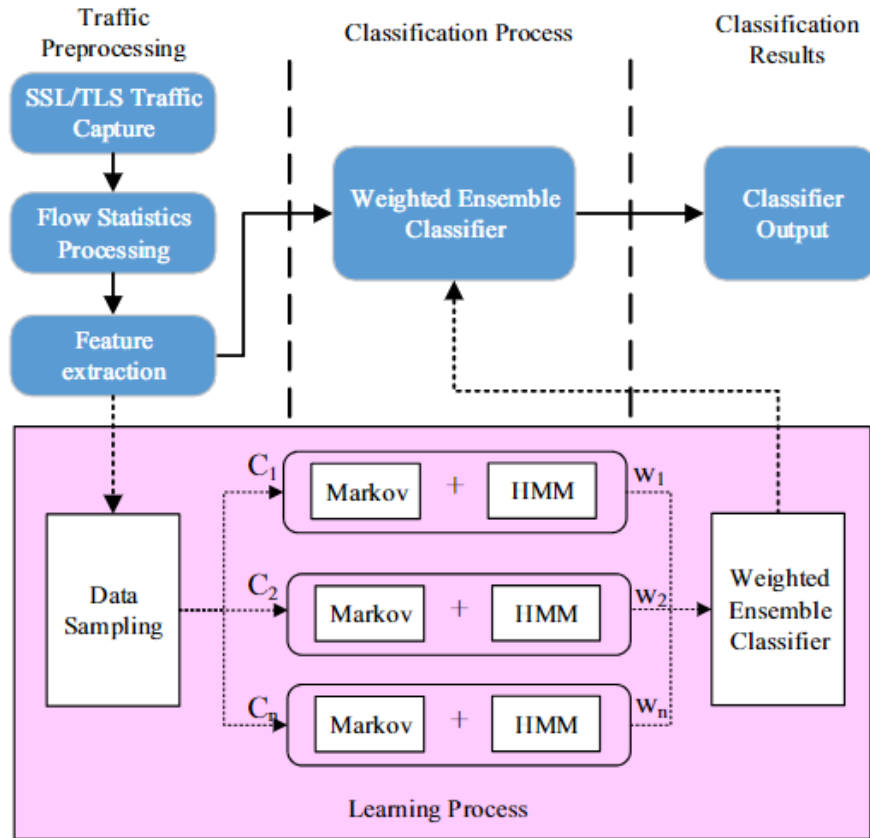 Traffic
Preprocessing
Classification Process
Classification
Results
SSL/TLS Traffic
Capture
Flow Statistics
Processing
Feature
extraction
Weighted Ensemble
Classifier
Classifier
Output
Data
Sampling
C1
Markov + HMM
w1
C2
Markov + HMM
w2
Cn
Markov + HMM
wn
Weighted
Ensemble
Classifier
Learning Process